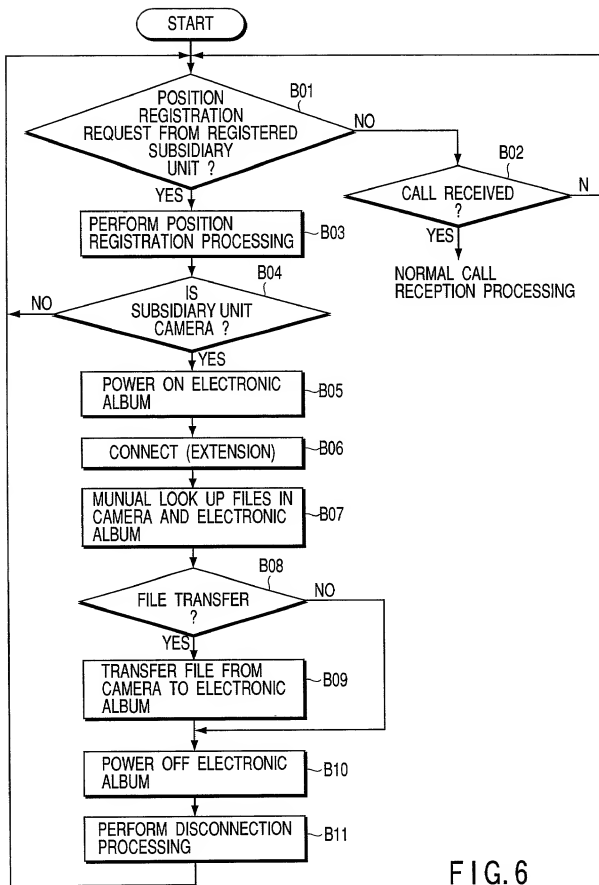 START
POSITION
REGISTRATION
REQUEST FROM REGISTERED
SUBSIDIARY
UNIT ?
B01
NO
YES
B02
CALL RECEIVED
?
N
YES
NORMAL CALL
RECEPTION PROCESSING
PERFORM POSITION
REGISTRATION PROCESSING
B03
B04
IS
SUBSIDIARY UNIT
CAMERA ?
NO
YES
POWER ON ELECTRONIC
ALBUM
B05
CONNECT (EXTENSION)
B06
MUNUAL LOOK UP FILES IN
CAMERA AND ELECTRONIC
ALBUM
B07
B08
FILE TRANSFER
?
NO
YES
TRANSFER FILE FROM
CAMERA TO ELECTRONIC
ALBUM
B09
POWER OFF ELECTRONIC
ALBUM
B10
PERFORM DISCONNECTION
PROCESSING
B11
FIG. 6